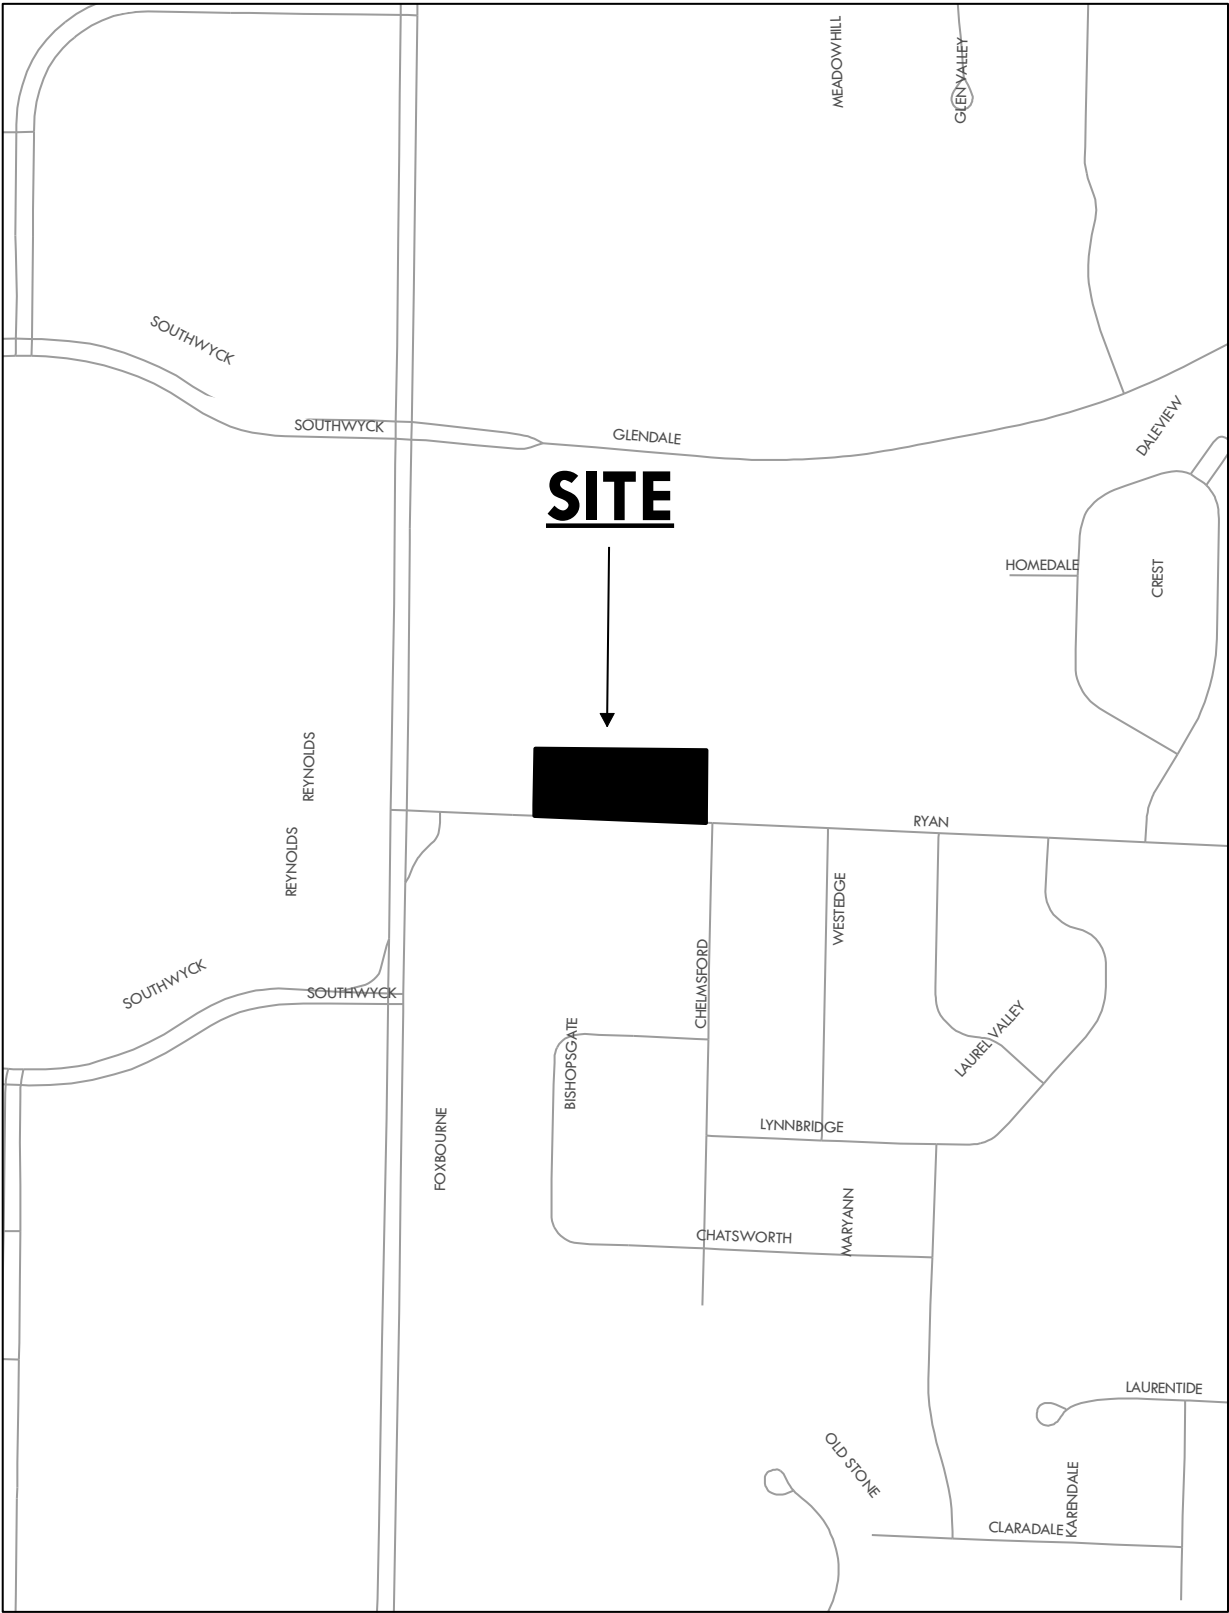 MEADOWHILL
GLEN VALLEY
SOUTHWYCK
SOUTHWYCK
GLENDALE
DALEVIEW
SITE
HOMEDALE
CREST
REYNOLDS
RYAN
REYNOLDS
WESTEDGE
CHELMSFORD
SOUTHWYCK
SOUTHWYCK
LAUREL VALLEY
BISHOPSGATE
FOXBOURNE
LYNNBRIDGE
MARYANN
CHATSWORTH
LAURENTIDE
OLD STONE
KARENDALE
CLARADALE